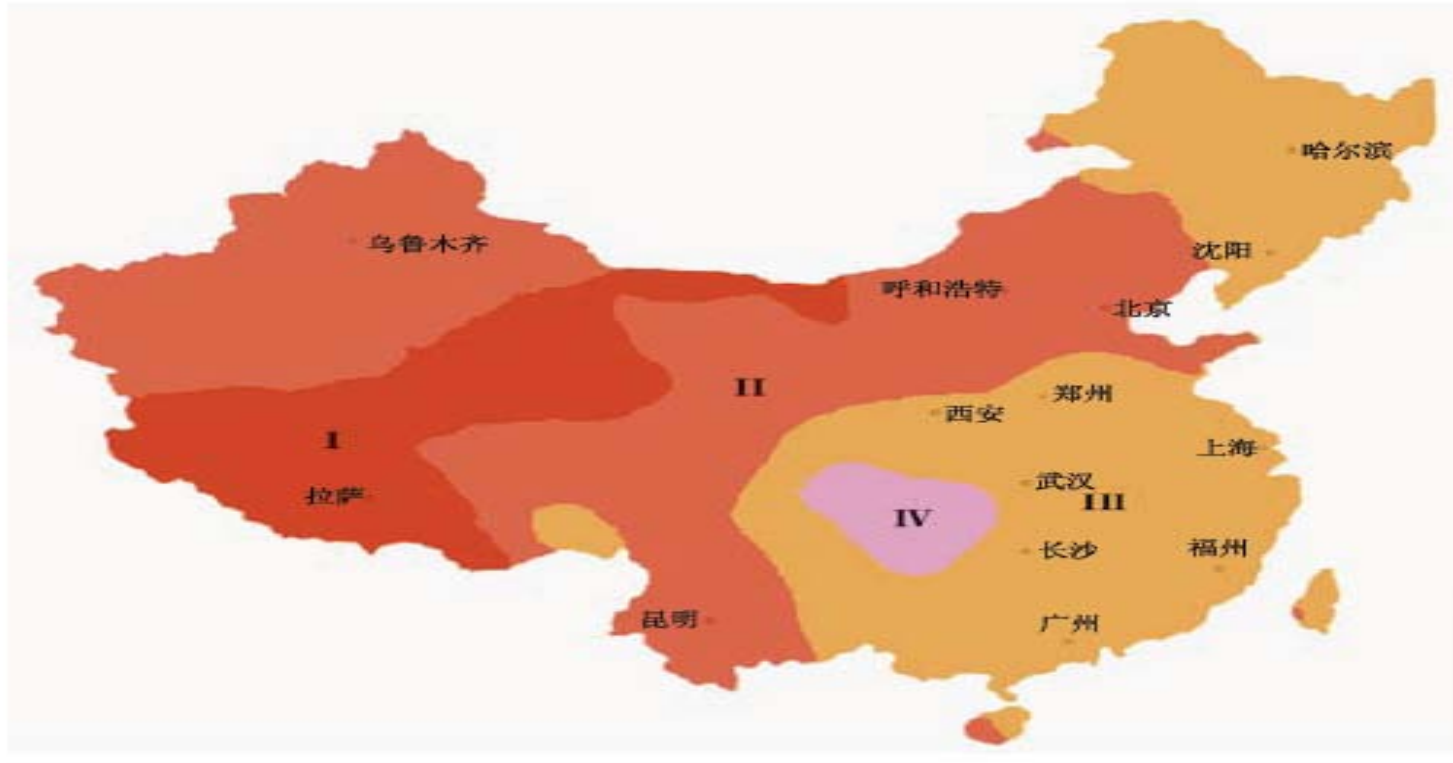 哈尔滨
乌鲁木齐
沈阳
呼和浩特
北京
II
郑州
西安
I
上海
武汉
III
拉萨
IV
长沙
福州
昆明
广州